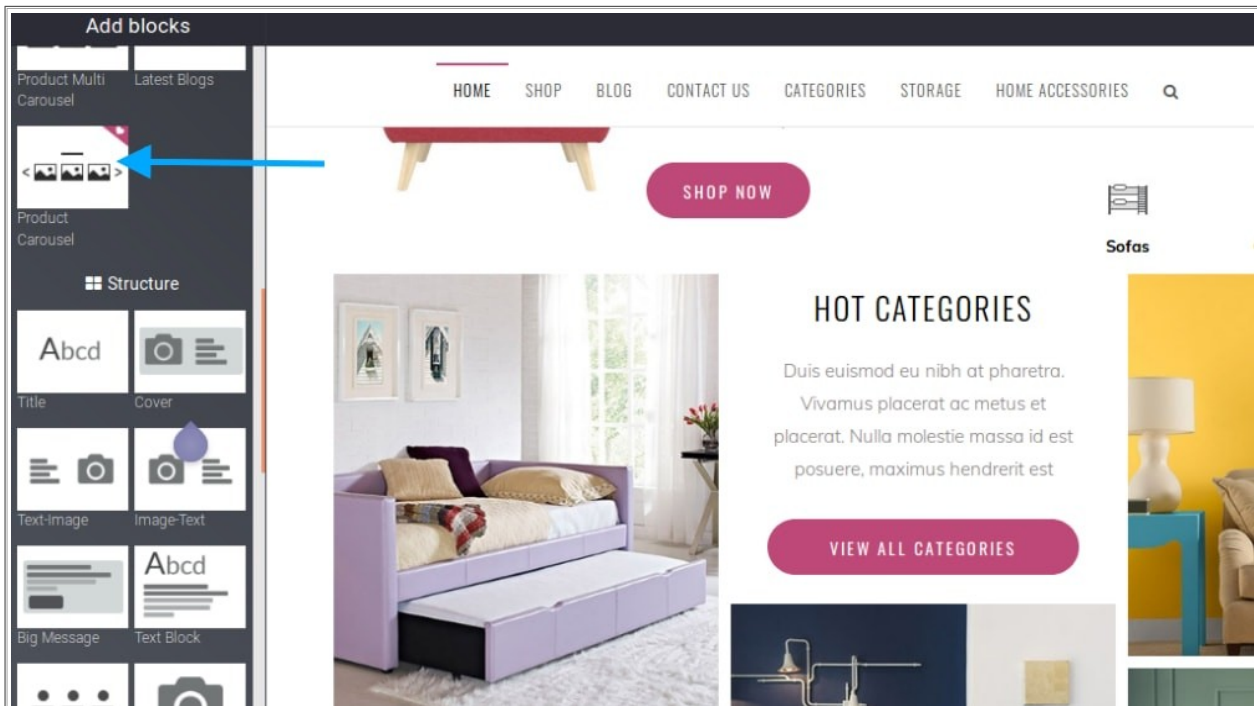 Add blocks
Product Multi
Carousel
Latest Blogs
Product
Carousel
Structure
Abcd
Title
Cover
Text-Image
Image-Text
Abcd
Big Message
Text Block
HOME SHOP BLOG CONTACT US CATEGORIES STORAGE HOME ACCESSORIES
SHOP NOW
Sofas
HOT CATEGORIES
Duis euismod eu nibh at pharetra.
Vivamus placerat ac metus et
placerat. Nulla molestie massa id est
posuere, maximus hendrerit est
VIEW ALL CATEGORIES